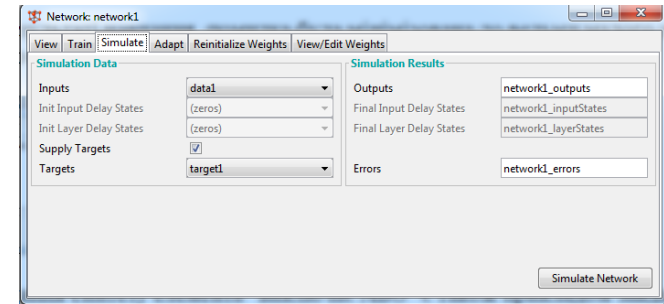 Network: network1
View Train Simulate Adapt Reinitialize Weights View/Edit Weights
Simulation Data
Inputs data1
Init Input Delay States (zeros)
Init Layer Delay States (zeros)
Supply Targets
Targets target1
Simulation Results
Outputs network1_outputs
Final Input Delay States network1_inputStates
Final Layer Delay States network1_layerStates
Errors network1_errors
Simulate Network